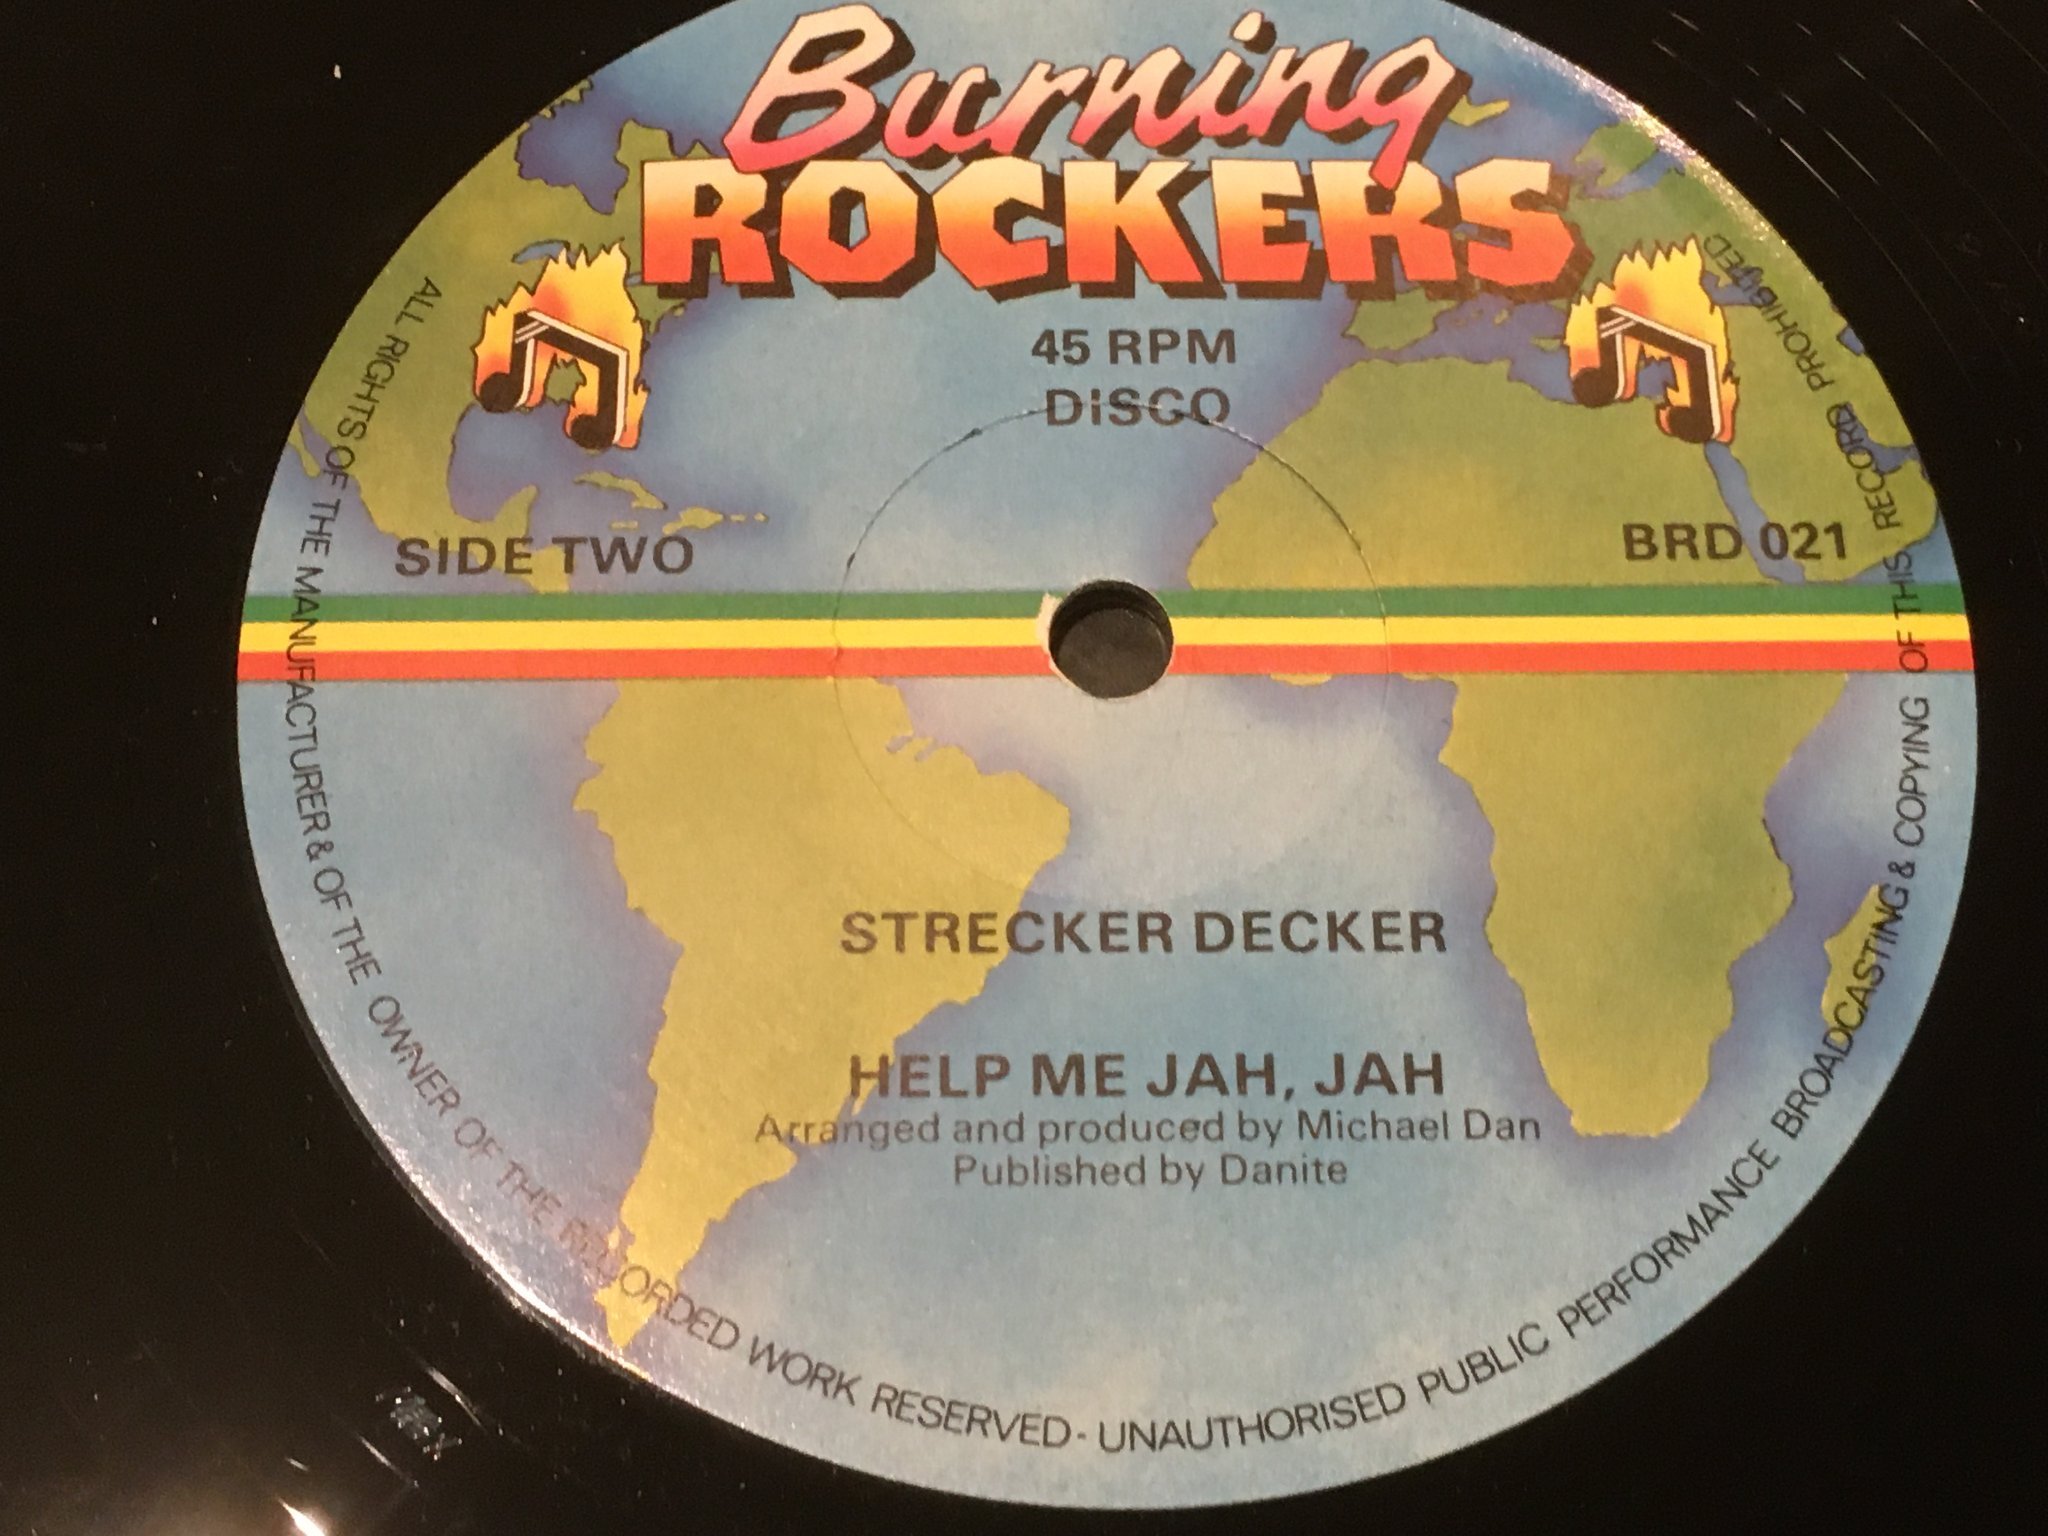 Burning
ROCKERS
45 RPM
DISCO
SIDE TWO
BRD 021
STRECKER DECKER
HELP ME JAH, JAH
Arranged and produced by Michael Dan
Published by Danite
ALL RIGHTS OF THE MANUFACTURER & OF THE OWNER OF THE RECORDED WORK RESERVED - UNAUTHORISED PUBLIC PERFORMANCE BROADCASTING & COPYING OF THIS RECORD PROHIBITED